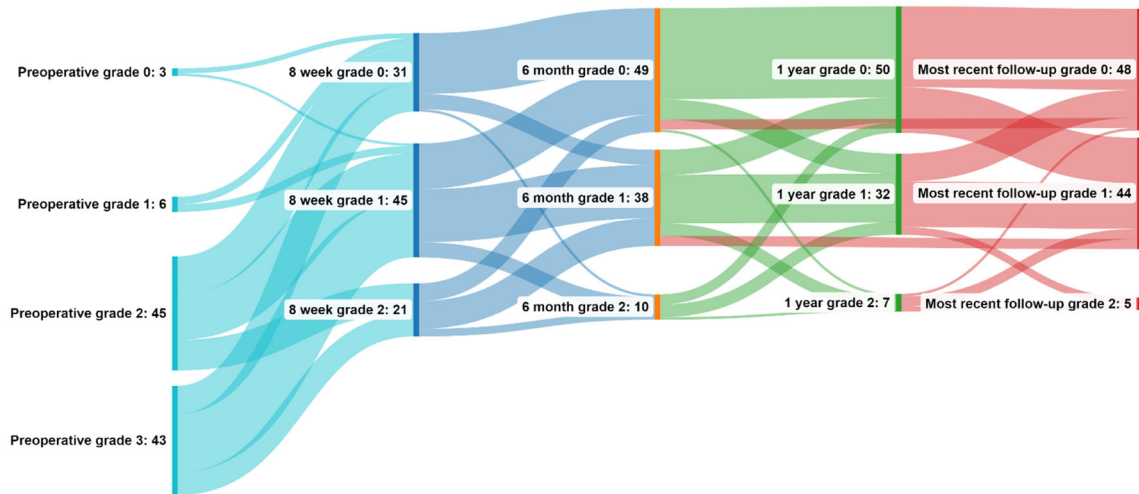 Preoperative grade 0: 3
Preoperative grade 1: 6
Preoperative grade 2: 45
Preoperative grade 3: 43
8 week grade 0: 31
8 week grade 1: 45
8 week grade 2: 21
6 month grade 0: 49
6 month grade 1: 38
6 month grade 2: 10
1 year grade 0: 50
1 year grade 1: 32
1 year grade 2: 7
Most recent follow-up grade 0: 48
Most recent follow-up grade 1: 44
Most recent follow-up grade 2: 5